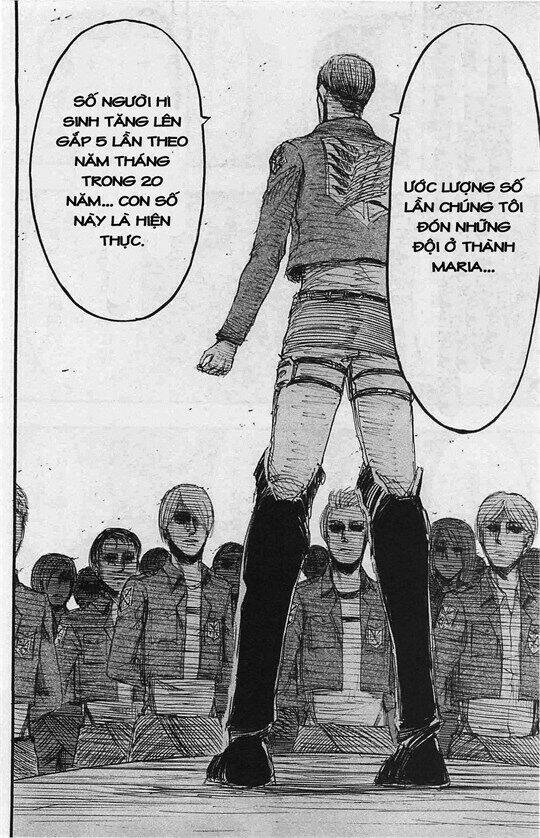 ƯỚC LƯỢNG SỐ
LẦN CHÚNG TÔI
ĐÓN NHỮNG
ĐỘI Ở THÀNH
MARIA...
SỐ NGƯỜI HI
SINH TĂNG LÊN
GẤP 5 LẦN THEO
NĂM THÁNG
TRONG 20
NĂM... CON SỐ
NÀY LÀ HIỆN
THỰC.